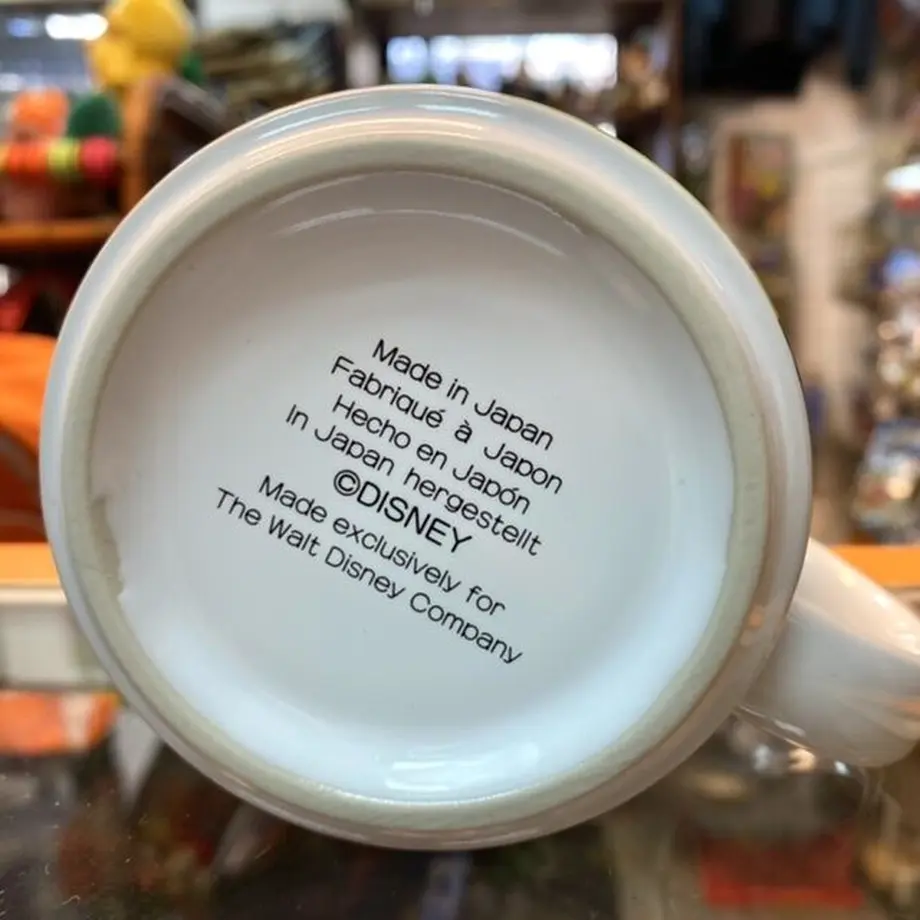 Made in Japan
Fabriqué à Japon
Hecho en Japón
In Japan hergestellt
©DISNEY
Made exclusively for
The Walt Disney Company